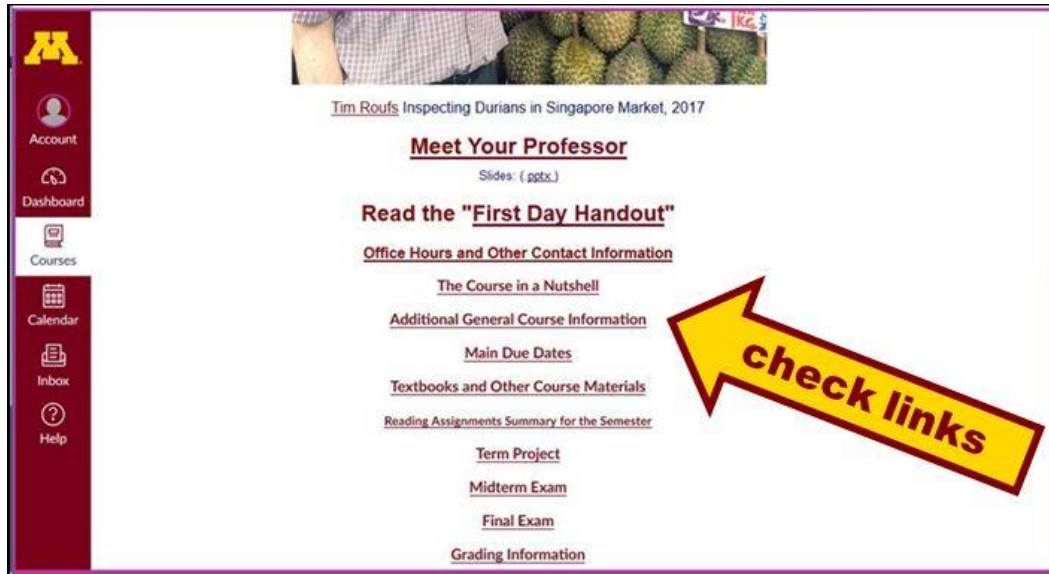 KG
M
Account
Dashboard
Courses
Calendar
Inbox
Help
Tim Roufs Inspecting Durians in Singapore Market, 2017
Meet Your Professor
Slides: (.pptx.)
Read the "First Day Handout"
Office Hours and Other Contact Information
The Course in a Nutshell
Additional General Course Information
Main Due Dates
Textbooks and Other Course Materials
Reading Assignments Summary for the Semester
Term Project
Midterm Exam
Final Exam
Grading Information
check links